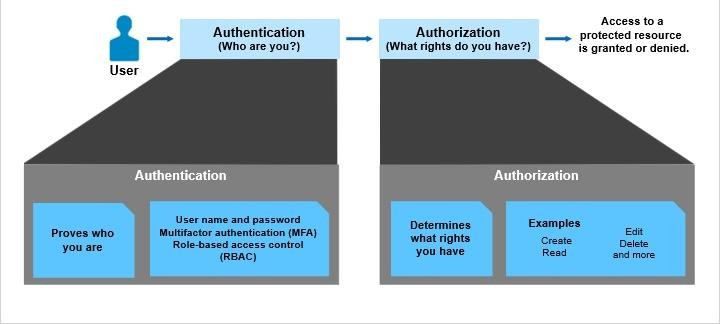 User
Authentication
(Who are you?)
Authorization
(What rights do you have?)
Access to a
protected resource
is granted or denied.
Authentication
Proves who
you are
User name and password
Multifactor authentication (MFA)
Role-based access control
(RBAC)
Authorization
Determines
what rights
you have
Examples
Create
Read
Edit
Delete
and more